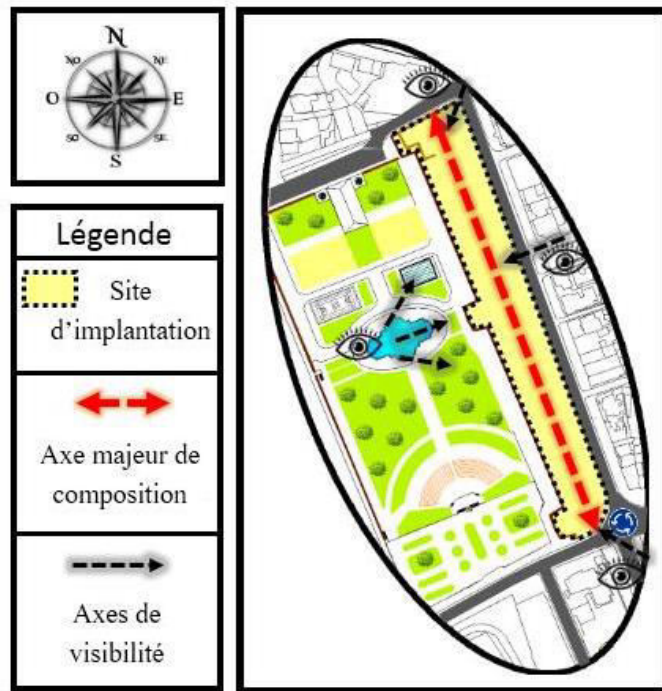 N
NO NE
O E
SO SE
S
Légende
Site
d'implantation
Axe majeur de
composition
Axes de
visibilité